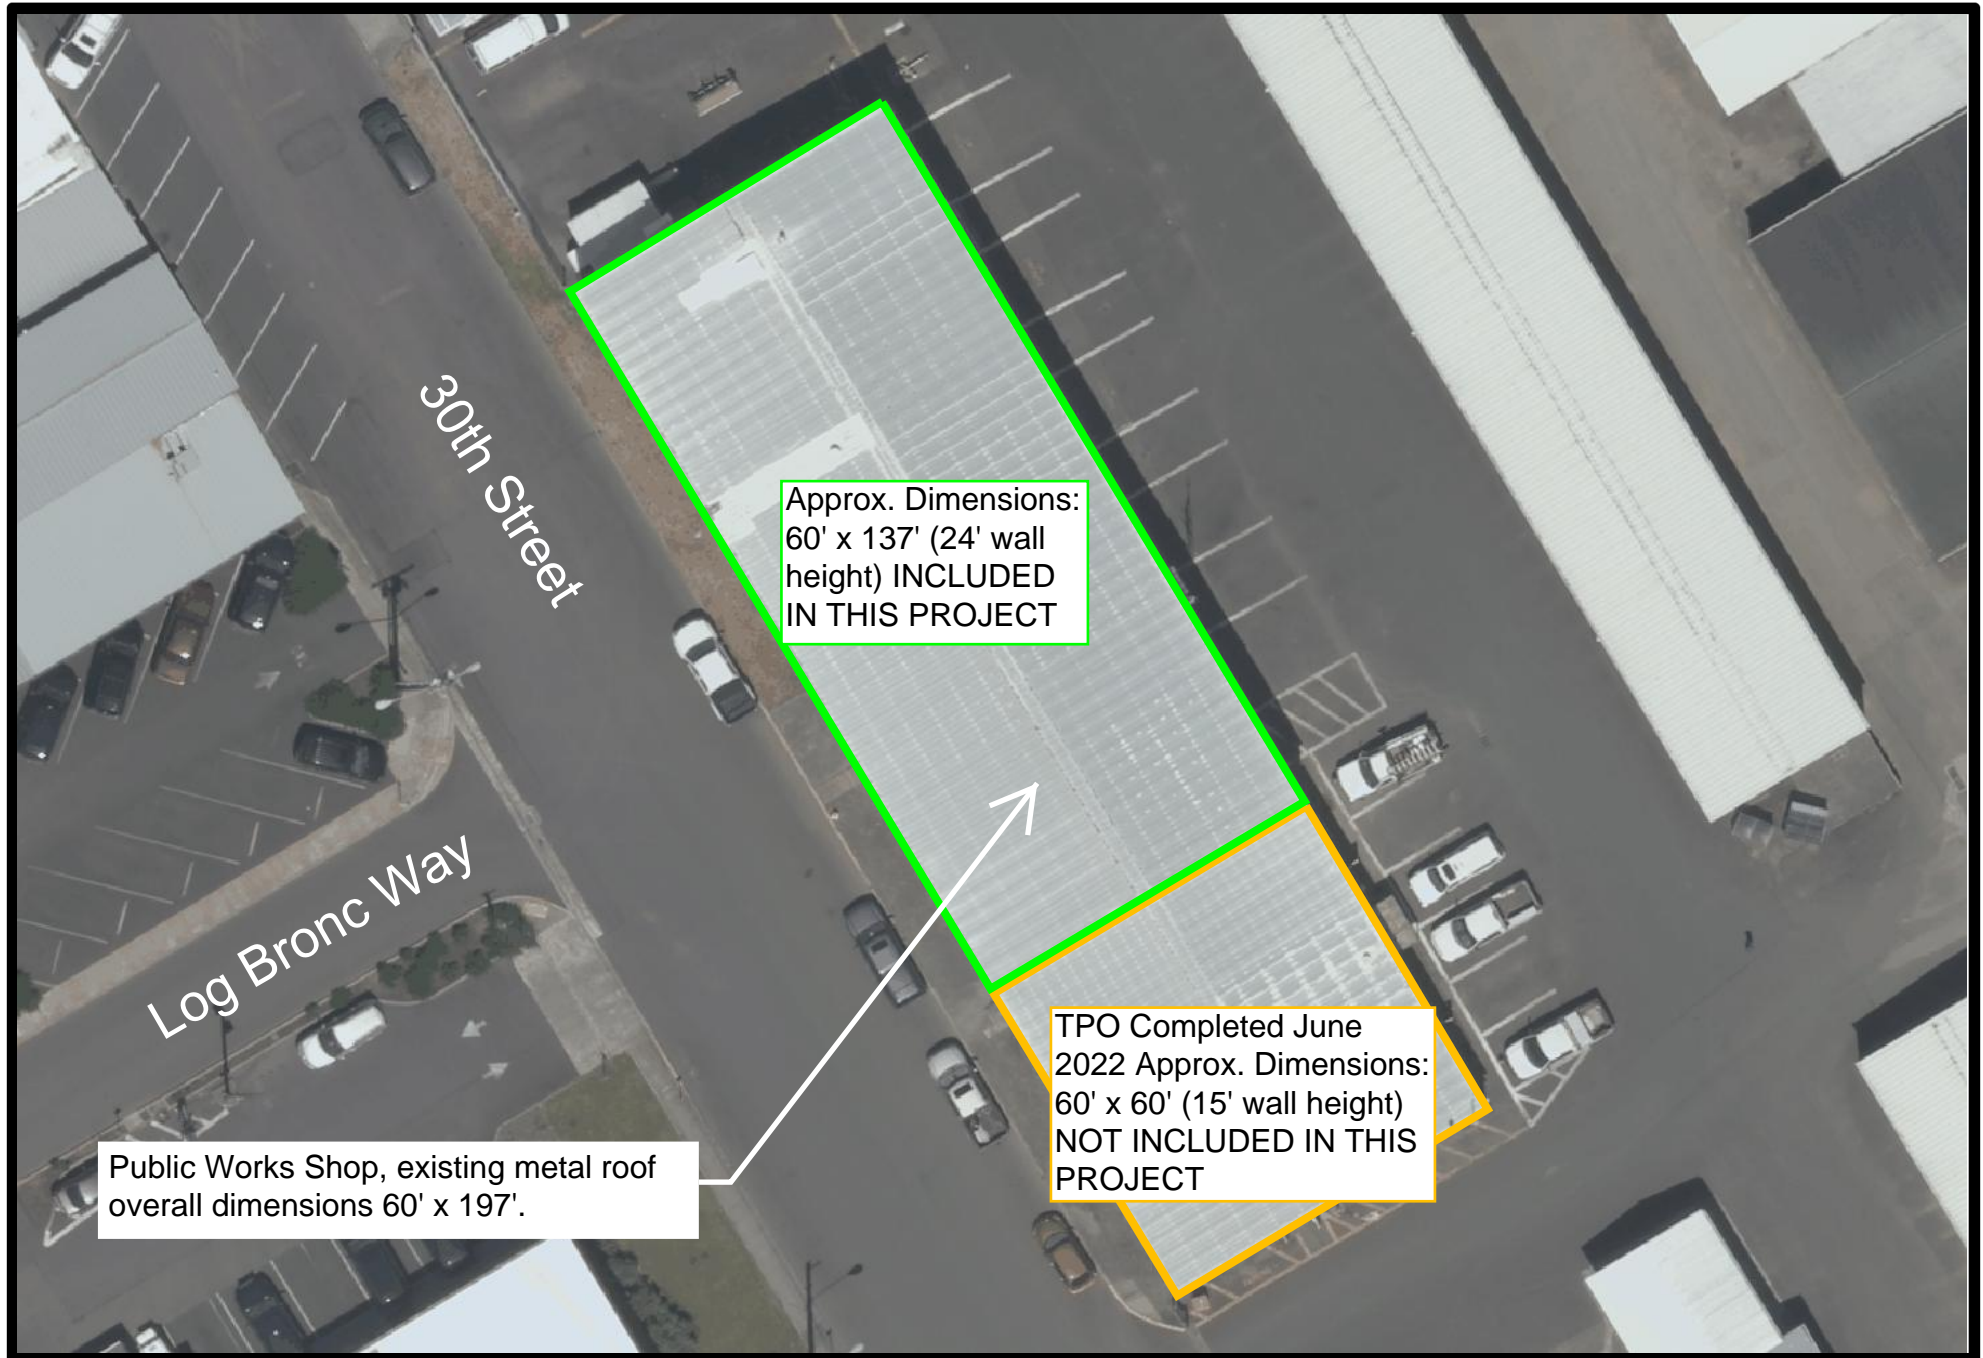 30th Street
Approx. Dimensions:
60' x 137' (24' wall
height) INCLUDED
IN THIS PROJECT
Log Bronc Way
TPO Completed June
2022 Approx. Dimensions:
60' x 60' (15' wall height)
NOT INCLUDED IN THIS
PROJECT
Public Works Shop, existing metal roof
overall dimensions 60' x 197'.